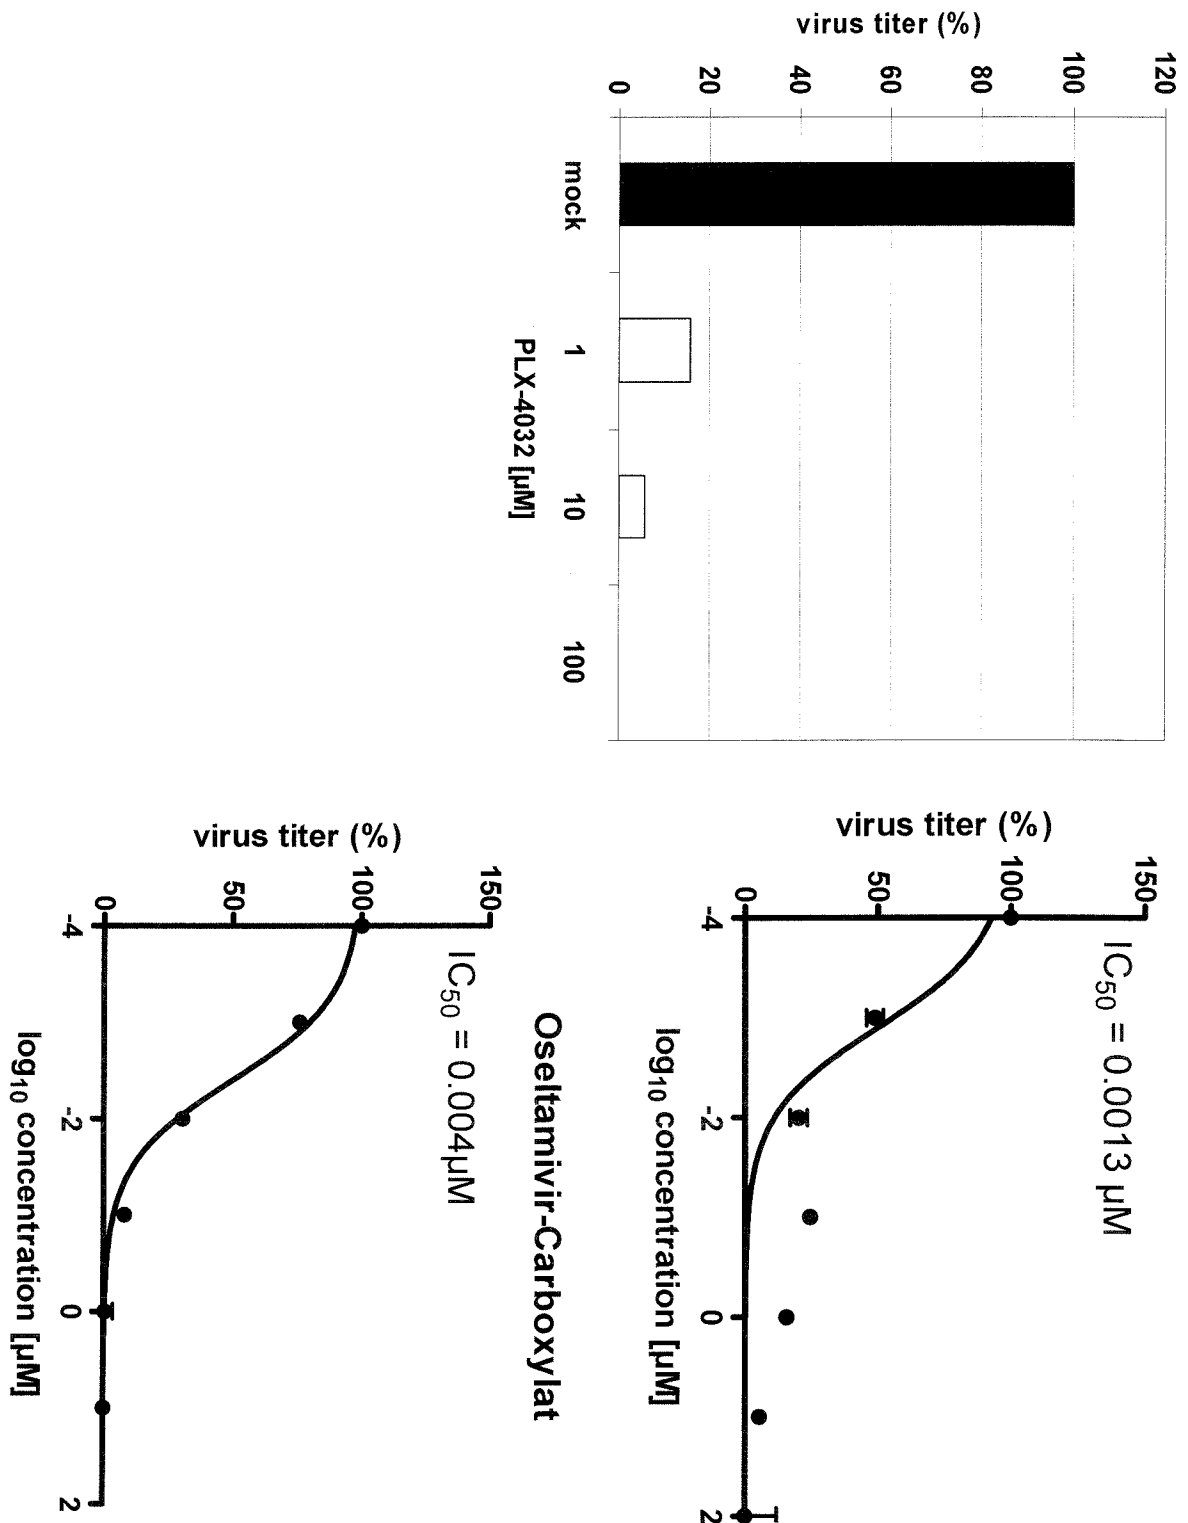 virus titer (%)
120
100
80
60
40
20
0
mock
1
10
100
PLX-4032 [µM]
virus titer (%)
150
100
50
0
-4
-2
0
2
IC50 = 0.0013 µM
log10 concentration [µM]
Oseltamivir-Carboxylat
virus titer (%)
150
100
50
0
-4
-2
0
2
IC50 = 0.004µM
log10 concentration [µM]